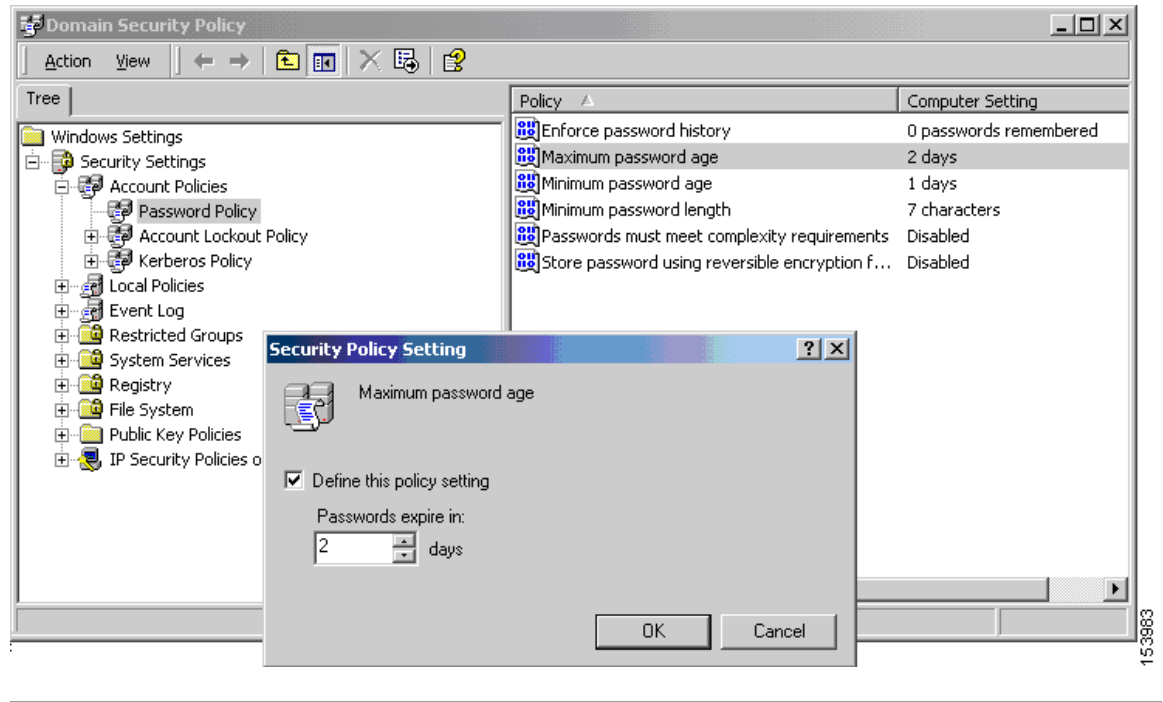 Domain Security Policy
Action View
Tree
Policy Computer Setting
Windows Settings
Security Settings
Account Policies
Password Policy
Account Lockout Policy
Kerberos Policy
Local Policies
Event Log
Restricted Groups
System Services
Registry
File System
Public Key Policies
IP Security Policies o
Enforce password history 0 passwords remembered
Maximum password age 2 days
Minimum password age 1 days
Minimum password length 7 characters
Passwords must meet complexity requirements Disabled
Store password using reversible encryption f... Disabled
Security Policy Setting
Maximum password age
Define this policy setting
Passwords expire in:
2 days
OK Cancel
153983